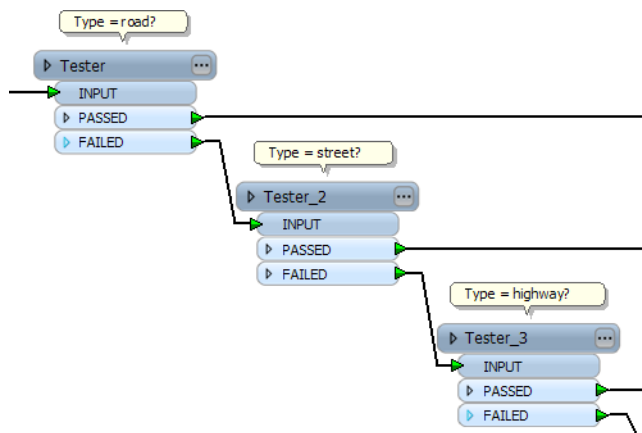 Type =road?
Tester
INPUT
PASSED
FAILED
Type = street?
Tester_2
INPUT
PASSED
FAILED
Type = highway?
Tester_3
INPUT
PASSED
FAILED